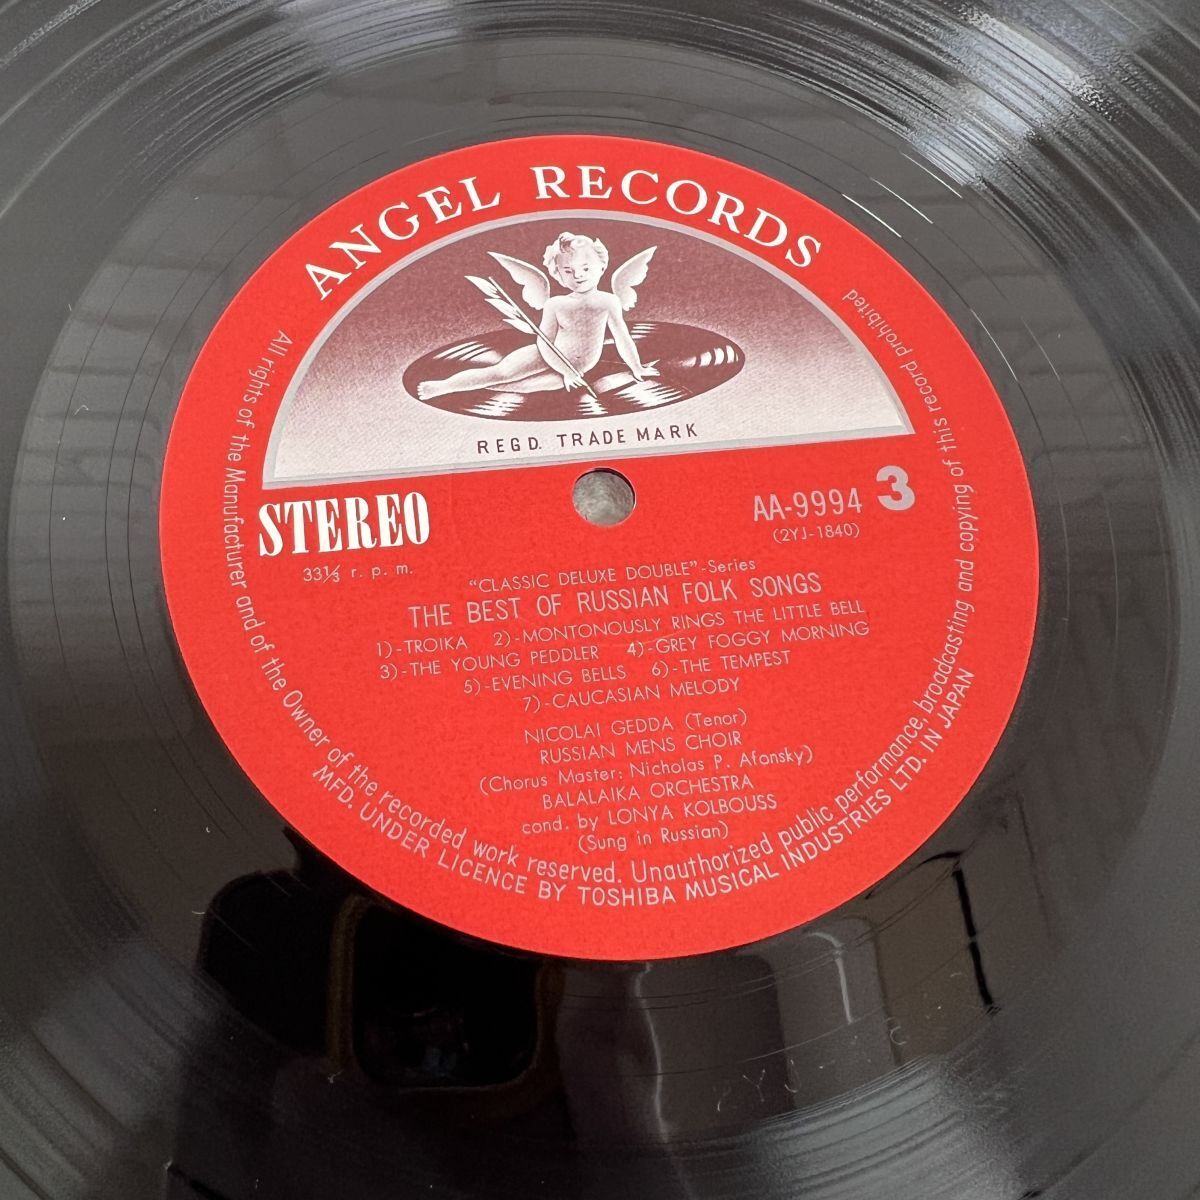 ANGEL RECORDS
REGD. TRADE MARK
STEREO
33⅓ r. p. m.
AA-9994 3
(2YJ-1840)
"CLASSIC DELUXE DOUBLE"-Series
THE BEST OF RUSSIAN FOLK SONGS
1)-TROIKA 2)-MONTONOUSLY RINGS THE LITTLE BELL
3)-THE YOUNG PEDDLER 4)-GREY FOGGY MORNING
5)-EVENING BELLS 6)-THE TEMPEST
7)-CAUCASIAN MELODY
NICOLAI GEDDA (Tenor)
RUSSIAN MENS CHOIR
(Chorus Master: Nicholas P. Afonsky)
BALALAIKA ORCHESTRA
cond. by LONYA KOLBOUSS
(Sung in Russian)
All rights of the Manufacturer and of the Owner of the recorded work reserved. Unauthorized public performance, broadcasting and copying of this record prohibited
MFD. UNDER LICENCE BY TOSHIBA MUSICAL INDUSTRIES LTD. IN JAPAN